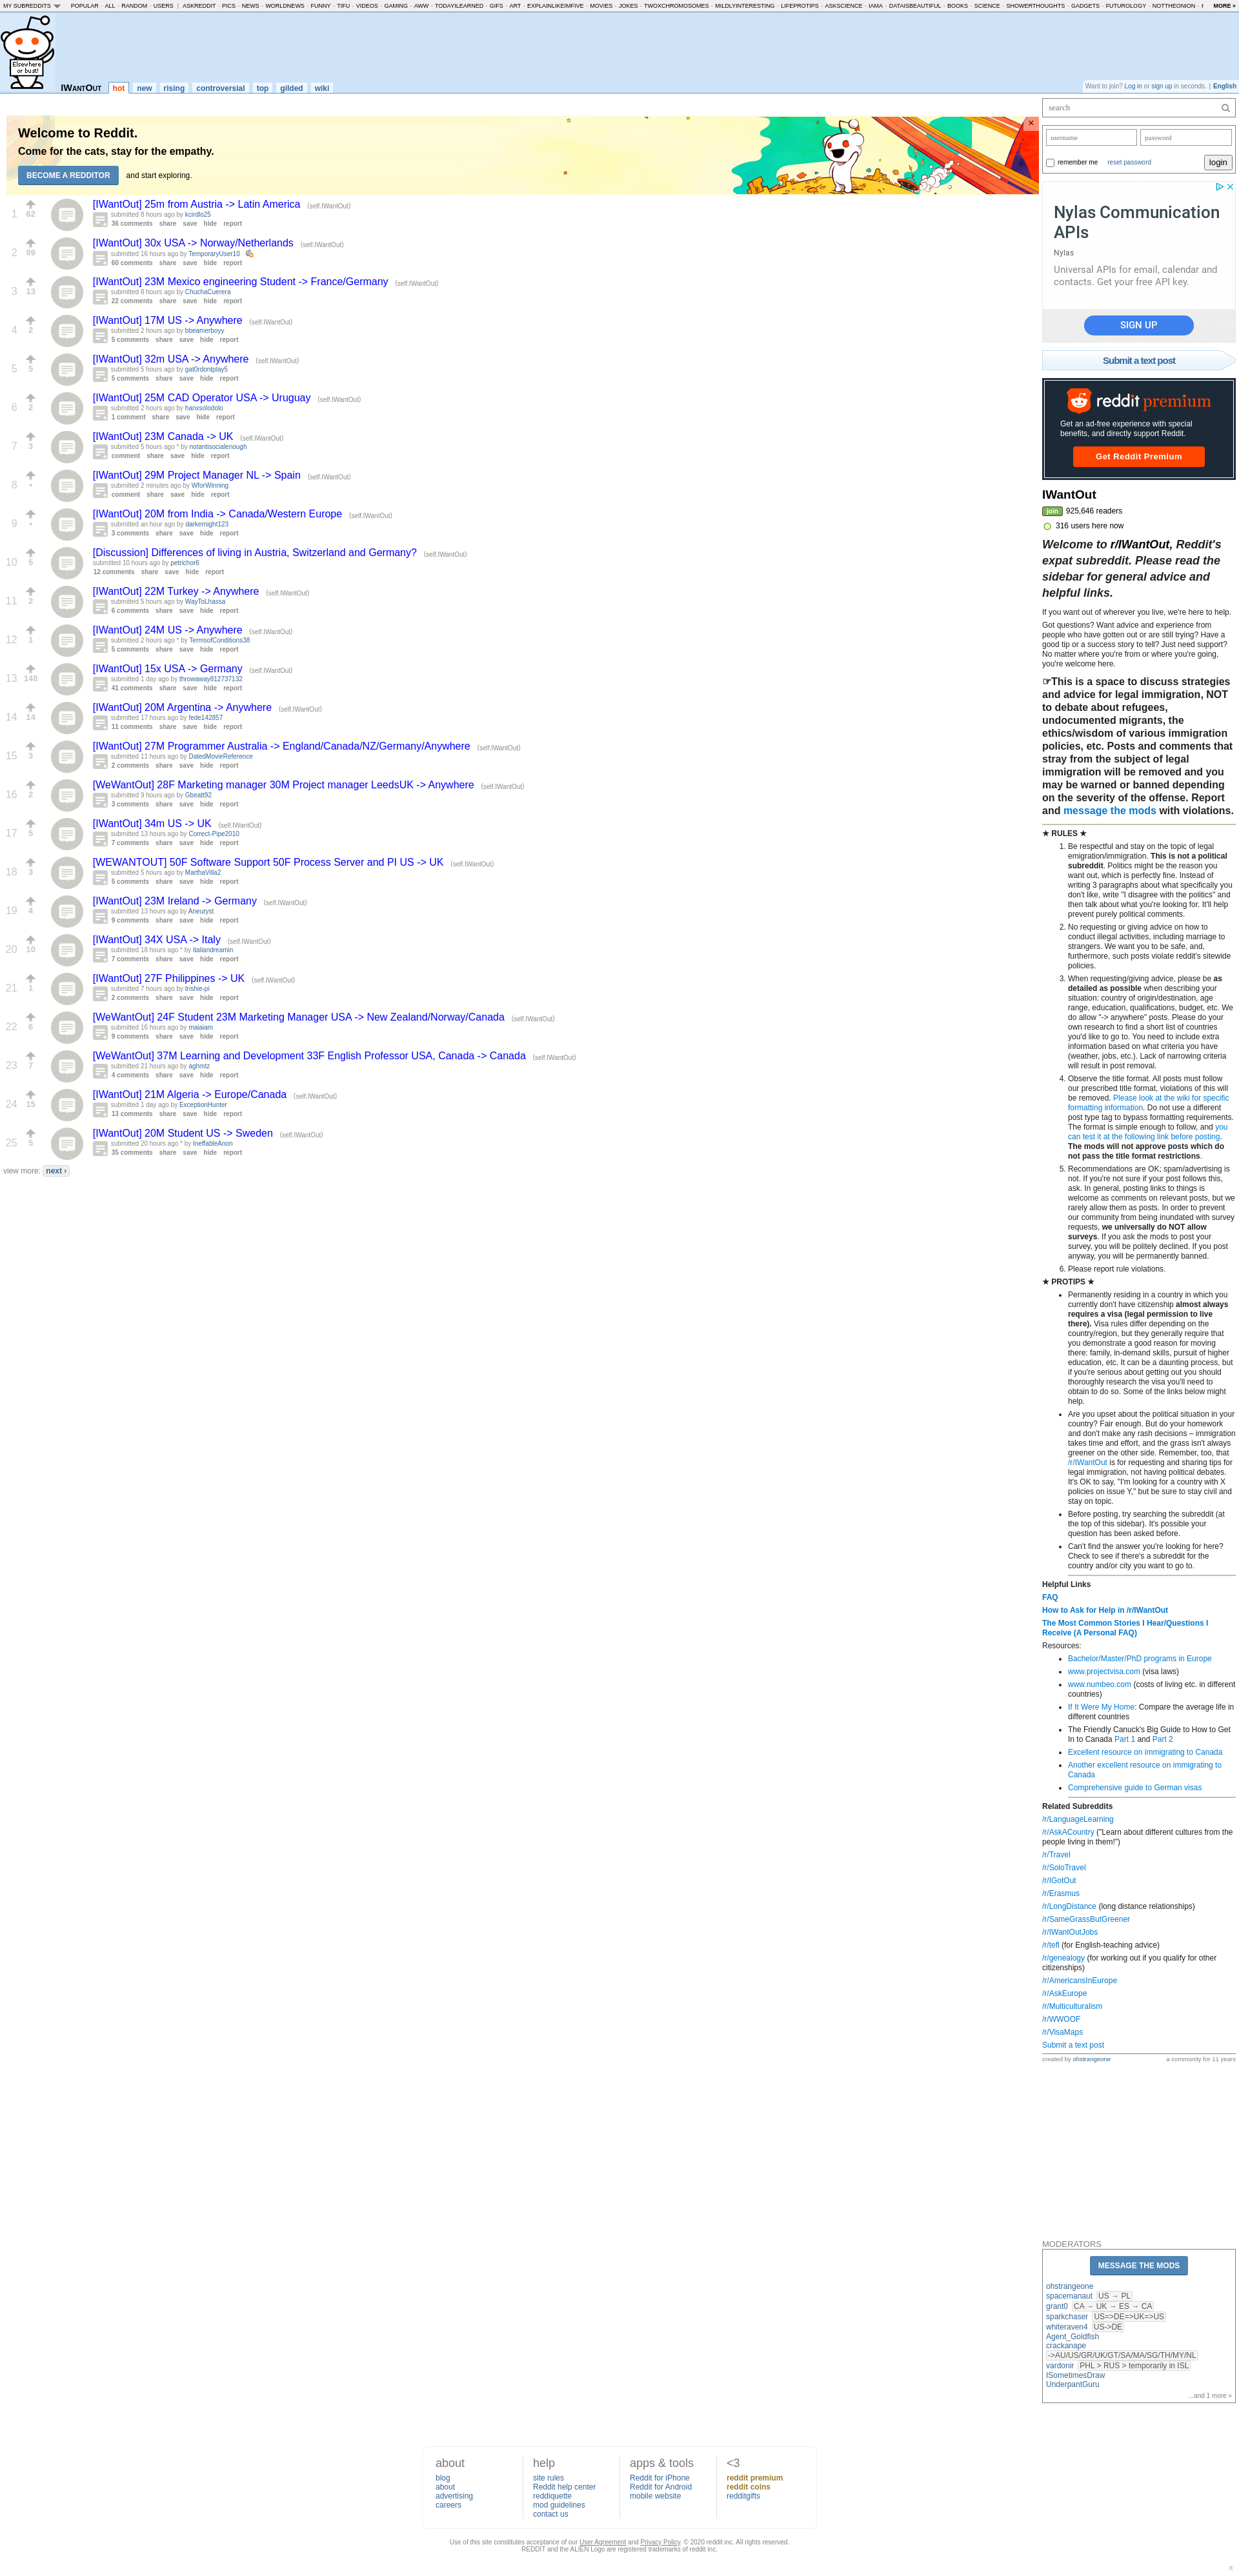 MY SUBREDDITS POPULAR - ALL - RANDOM - USERS | ASKREDDIT - PICS - NEWS - WORLDNEWS - FUNNY - TIFU - VIDEOS - GAMING - AWW - TODAYILEARNED - GIFS - ART - EXPLAINLIKEIMFIVE - MOVIES - JOKES - TWOXCHROMOSOMES - MILDLYINTERESTING - LIFEPROTIPS - ASKSCIENCE - IAMA - DATAISBEAUTIFUL - BOOKS - SCIENCE - SHOWERTHOUGHTS - GADGETS - FUTUROLOGY - NOTTHEONION - MORE »
Elsewhere
or bust!
IWantOut hot new rising controversial top gilded wiki
Want to join? Log in or sign up in seconds. | English
Welcome to Reddit.
Come for the cats, stay for the empathy.
BECOME A REDDITOR and start exploring.
1 62 [IWantOut] 25m from Austria -> Latin America (self.IWantOut)
submitted 8 hours ago by kcirdlo25
36 comments share save hide report
2 99 [IWantOut] 30x USA -> Norway/Netherlands (self.IWantOut)
submitted 16 hours ago by TemporaryUser10
60 comments share save hide report
3 13 [IWantOut] 23M Mexico engineering Student -> France/Germany (self.IWantOut)
submitted 8 hours ago by ChuchaCuerera
22 comments share save hide report
4 2 [IWantOut] 17M US -> Anywhere (self.IWantOut)
submitted 2 hours ago by bbeamerboyy
5 comments share save hide report
5 5 [IWantOut] 32m USA -> Anywhere (self.IWantOut)
submitted 5 hours ago by gat0rdontplay5
5 comments share save hide report
6 2 [IWantOut] 25M CAD Operator USA -> Uruguay (self.IWantOut)
submitted 2 hours ago by hanxsolodolo
1 comment share save hide report
7 3 [IWantOut] 23M Canada -> UK (self.IWantOut)
submitted 5 hours ago * by notantisocialenough
comment share save hide report
8 • [IWantOut] 29M Project Manager NL -> Spain (self.IWantOut)
submitted 2 minutes ago by WforWinning
comment share save hide report
9 • [IWantOut] 20M from India -> Canada/Western Europe (self.IWantOut)
submitted an hour ago by darkernight123
3 comments share save hide report
10 5 [Discussion] Differences of living in Austria, Switzerland and Germany? (self.IWantOut)
submitted 10 hours ago by petrichor6
12 comments share save hide report
11 2 [IWantOut] 22M Turkey -> Anywhere (self.IWantOut)
submitted 5 hours ago by WayToLhassa
6 comments share save hide report
12 1 [IWantOut] 24M US -> Anywhere (self.IWantOut)
submitted 2 hours ago * by TermsofConditions38
5 comments share save hide report
13 148 [IWantOut] 15x USA -> Germany (self.IWantOut)
submitted 1 day ago by throwaway812737132
41 comments share save hide report
14 14 [IWantOut] 20M Argentina -> Anywhere (self.IWantOut)
submitted 17 hours ago by fede142857
11 comments share save hide report
15 3 [IWantOut] 27M Programmer Australia -> England/Canada/NZ/Germany/Anywhere (self.IWantOut)
submitted 11 hours ago by DatedMovieReference
2 comments share save hide report
16 2 [WeWantOut] 28F Marketing manager 30M Project manager LeedsUK -> Anywhere (self.IWantOut)
submitted 9 hours ago by Gboatt92
3 comments share save hide report
17 5 [IWantOut] 34m US -> UK (self.IWantOut)
submitted 13 hours ago by Correct-Pipe2010
7 comments share save hide report
18 3 [WEWANTOUT] 50F Software Support 50F Process Server and PI US -> UK (self.IWantOut)
submitted 5 hours ago by MarthaVilla2
5 comments share save hide report
19 4 [IWantOut] 23M Ireland -> Germany (self.IWantOut)
submitted 13 hours ago by Aneuryst
9 comments share save hide report
20 10 [IWantOut] 34X USA -> Italy (self.IWantOut)
submitted 18 hours ago * by italiandreamin
7 comments share save hide report
21 1 [IWantOut] 27F Philippines -> UK (self.IWantOut)
submitted 7 hours ago by trishie-pi
2 comments share save hide report
22 6 [WeWantOut] 24F Student 23M Marketing Manager USA -> New Zealand/Norway/Canada (self.IWantOut)
submitted 16 hours ago by maiaiam
9 comments share save hide report
23 7 [WeWantOut] 37M Learning and Development 33F English Professor USA, Canada -> Canada (self.IWantOut)
submitted 21 hours ago by aghmtz
4 comments share save hide report
24 15 [IWantOut] 21M Algeria -> Europe/Canada (self.IWantOut)
submitted 1 day ago by ExceptionHunter
13 comments share save hide report
25 5 [IWantOut] 20M Student US -> Sweden (self.IWantOut)
submitted 20 hours ago * by IneffableAnon
35 comments share save hide report
view more: next ›
search
username password
remember me reset password login
Nylas Communication
APIs
Nylas
Universal APIs for email, calendar and
contacts. Get your free API key.
SIGN UP
Submit a text post
reddit premium
Get an ad-free experience with special
benefits, and directly support Reddit.
Get Reddit Premium
IWantOut
join 925,646 readers
316 users here now
Welcome to r/IWantOut, Reddit's
expat subreddit. Please read the
sidebar for general advice and
helpful links.
If you want out of wherever you live, we're here to help.
Got questions? Want advice and experience from
people who have gotten out or are still trying? Have a
good tip or a success story to tell? Just need support?
No matter where you're from or where you're going,
you're welcome here.
☞This is a space to discuss strategies
and advice for legal immigration, NOT
to debate about refugees,
undocumented migrants, the
ethics/wisdom of various immigration
policies, etc. Posts and comments that
stray from the subject of legal
immigration will be removed and you
may be warned or banned depending
on the severity of the offense. Report
and message the mods with violations.
★ RULES ★
1. Be respectful and stay on the topic of legal
emigration/immigration. This is not a political
subreddit. Politics might be the reason you
want out, which is perfectly fine. Instead of
writing 3 paragraphs about what specifically you
don't like, write "I disagree with the politics" and
then talk about what you're looking for. It'll help
prevent purely political comments.
2. No requesting or giving advice on how to
conduct illegal activities, including marriage to
strangers. We want you to be safe, and,
furthermore, such posts violate reddit's sitewide
policies.
3. When requesting/giving advice, please be as
detailed as possible when describing your
situation: country of origin/destination, age
range, education, qualifications, budget, etc. We
do allow "-> anywhere" posts. Please do your
own research to find a short list of countries
you'd like to go to. You need to include extra
information based on what criteria you have
(weather, jobs, etc.). Lack of narrowing criteria
will result in post removal.
4. Observe the title format. All posts must follow
our prescribed title format, violations of this will
be removed. Please look at the wiki for specific
formatting information. Do not use a different
post type tag to bypass formatting requirements.
The format is simple enough to follow, and you
can test it at the following link before posting.
The mods will not approve posts which do
not pass the title format restrictions.
5. Recommendations are OK; spam/advertising is
not. If you're not sure if your post follows this,
ask. In general, posting links to things is
welcome as comments on relevant posts, but we
rarely allow them as posts. In order to prevent
our community from being inundated with survey
requests, we universally do NOT allow
surveys. If you ask the mods to post your
survey, you will be politely declined. If you post
anyway, you will be permanently banned.
6. Please report rule violations.
★ PROTIPS ★
• Permanently residing in a country in which you
currently don't have citizenship almost always
requires a visa (legal permission to live
there). Visa rules differ depending on the
country/region, but they generally require that
you demonstrate a good reason for moving
there: family, in-demand skills, pursuit of higher
education, etc. It can be a daunting process, but
if you're serious about getting out you should
thoroughly research the visa you'll need to
obtain to do so. Some of the links below might
help.
• Are you upset about the political situation in your
country? Fair enough. But do your homework
and don't make any rash decisions – immigration
takes time and effort, and the grass isn't always
greener on the other side. Remember, too, that
/r/IWantOut is for requesting and sharing tips for
legal immigration, not having political debates.
It's OK to say, "I'm looking for a country with X
policies on issue Y," but be sure to stay civil and
stay on topic.
• Before posting, try searching the subreddit (at
the top of this sidebar). It's possible your
question has been asked before.
• Can't find the answer you're looking for here?
Check to see if there's a subreddit for the
country and/or city you want to go to.
Helpful Links
FAQ
How to Ask for Help in /r/IWantOut
The Most Common Stories I Hear/Questions I
Receive (A Personal FAQ)
Resources:
• Bachelor/Master/PhD programs in Europe
• www.projectvisa.com (visa laws)
• www.numbeo.com (costs of living etc. in different
countries)
• If It Were My Home: Compare the average life in
different countries
• The Friendly Canuck's Big Guide to How to Get
In to Canada Part 1 and Part 2
• Excellent resource on immigrating to Canada
• Another excellent resource on immigrating to
Canada
• Comprehensive guide to German visas
Related Subreddits
/r/LanguageLearning
/r/AskACountry ("Learn about different cultures from the
people living in them!")
/r/Travel
/r/SoloTravel
/r/IGotOut
/r/Erasmus
/r/LongDistance (long distance relationships)
/r/SameGrassButGreener
/r/IWantOutJobs
/r/tefl (for English-teaching advice)
/r/genealogy (for working out if you qualify for other
citizenships)
/r/AmericansInEurope
/r/AskEurope
/r/Multiculturalism
/r/WWOOF
/r/VisaMaps
Submit a text post
created by ohstrangeone a community for 11 years
MODERATORS
MESSAGE THE MODS
ohstrangeone
spacemanaut US → PL
grant0 CA → UK → ES → CA
sparkchaser US=>DE=>UK=>US
whiteraven4 US->DE
Agent_Goldfish
crackanape
->AU/US/GR/UK/GT/SA/MA/SG/TH/MY/NL
vardonir PHL > RUS > temporarily in ISL
ISometimesDraw
UnderpantGuru
...and 1 more »
about
blog
about
advertising
careers
help
site rules
Reddit help center
reddiquette
mod guidelines
contact us
apps & tools
Reddit for iPhone
Reddit for Android
mobile website
<3
reddit premium
reddit coins
redditgifts
Use of this site constitutes acceptance of our User Agreement and Privacy Policy. © 2020 reddit inc. All rights reserved.
REDDIT and the ALIEN Logo are registered trademarks of reddit inc.
π